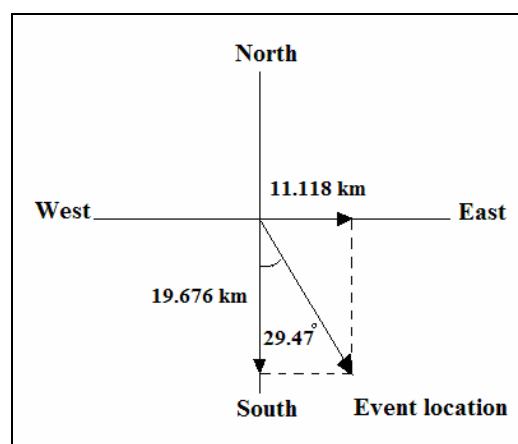 North
11.118 km
West
East
19.676 km
29.47°
South
Event location